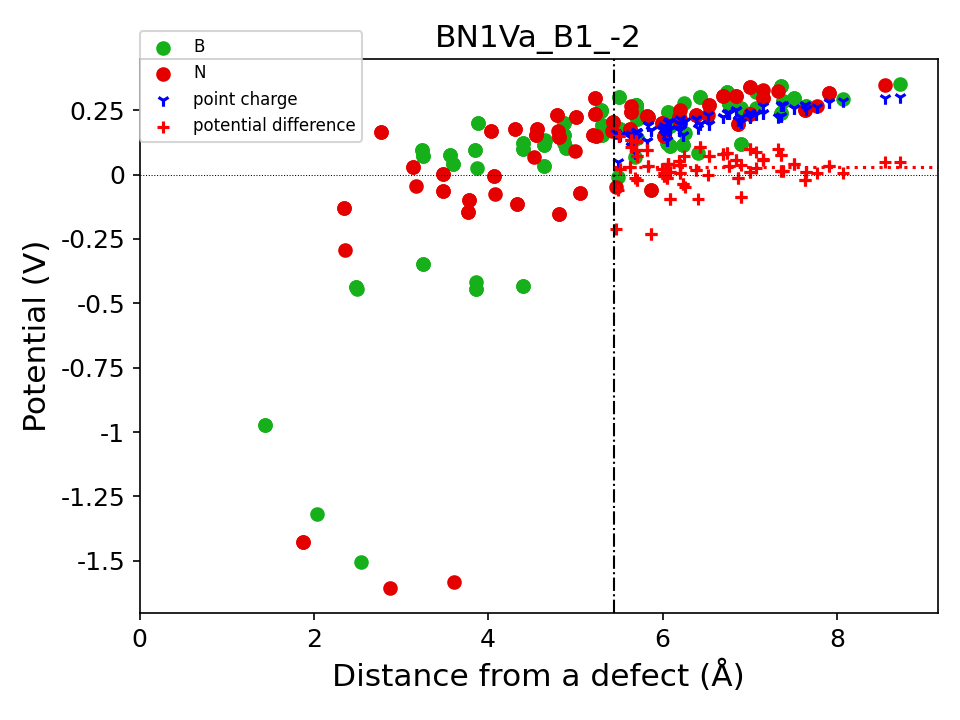 BN1Va_B1_-2
B
N
point charge
potential difference
0.25
0
-0.25
-0.5
-0.75
-1
-1.25
-1.5
Potential (V)
0 2 4 6 8
Distance from a defect (Å)